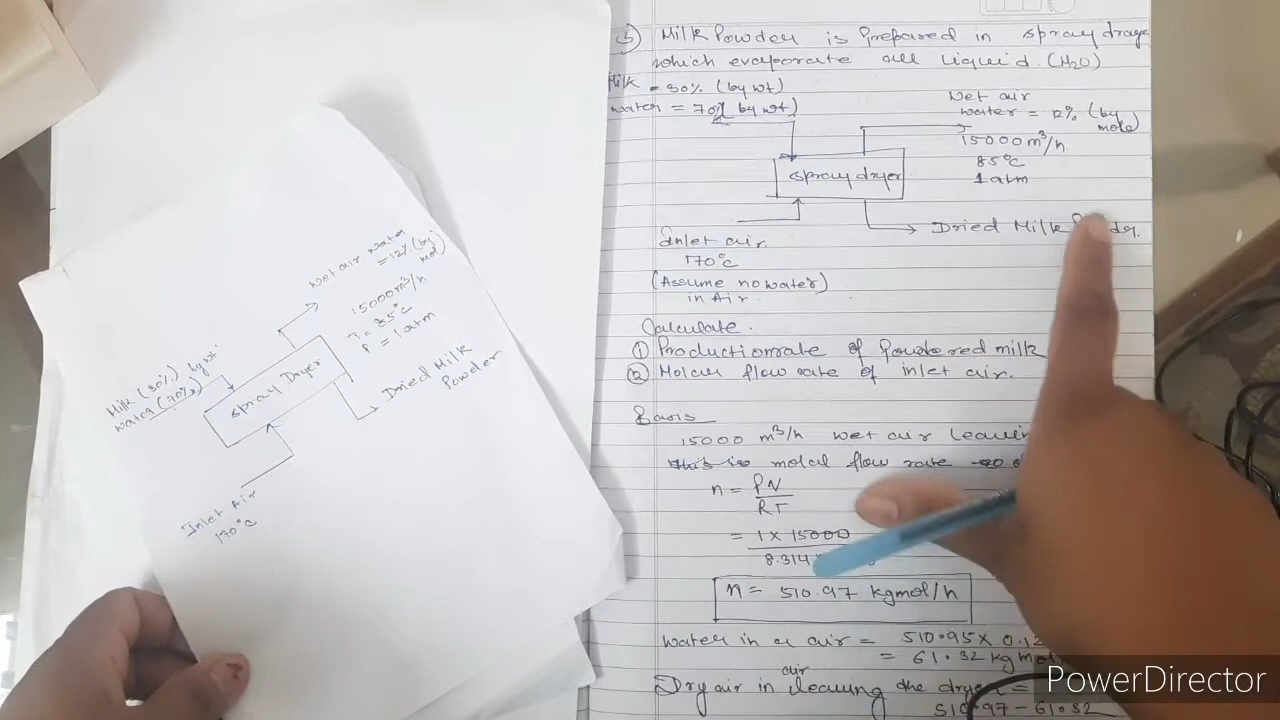 Wet air water
= 12% (by mol)
15000 m³/h
T = 85°C
P = 1 atm
Milk (30%) by wt
water (70%)
Spray Dryer
Dried Milk
Powder
Inlet Air
170°C
Milk Powder is Prepared in spray drage
which evaporate all liquid. (H2O)
Milk = 30% (by wt)
water = 70% (by wt)
Wet air
water = 12% (by mole)
15000 m³/h
85°C
1 atm
spray dryer
Dried Milk
Inlet air
170°C
(Assume no water)
in Air
Calculate.
① Production rate of Powdered milk
② Molar flow rate of inlet air.
Basis
15000 m³/h wet air
molal flow rate
n = PV
RT
= 1 X 15000
8.314
n = 510.97 kgmol/h
water in air = 510.95 X 0.12
= 61.32 kg mol
air
Dry air in leaving the dryer =
510.97 - 61.32
PowerDirector